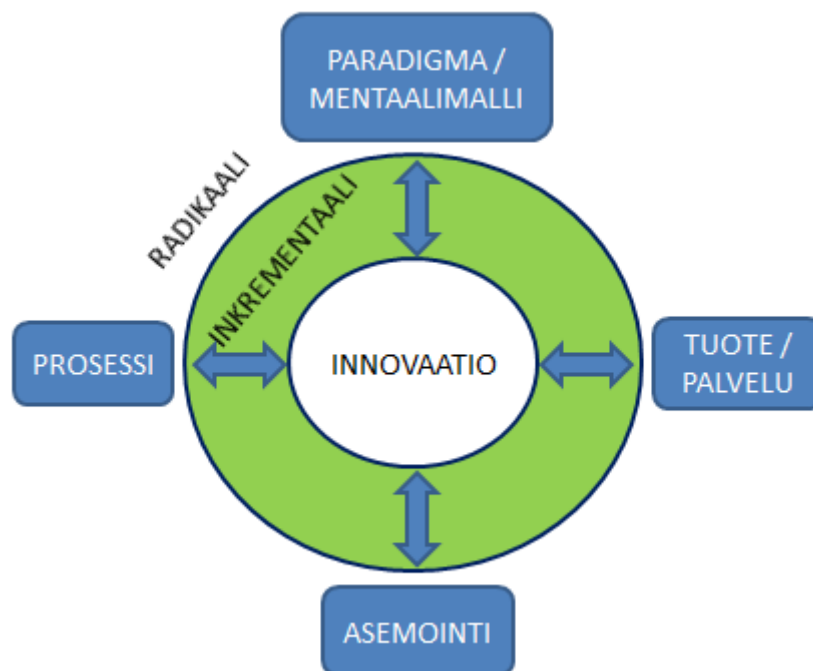 PARADIGMA /
MENTAALIMALLI
RADIKAALI
INKREMENTAALI
PROSESSI
INNOVAATIO
TUOTE /
PALVELU
ASEMOINTI